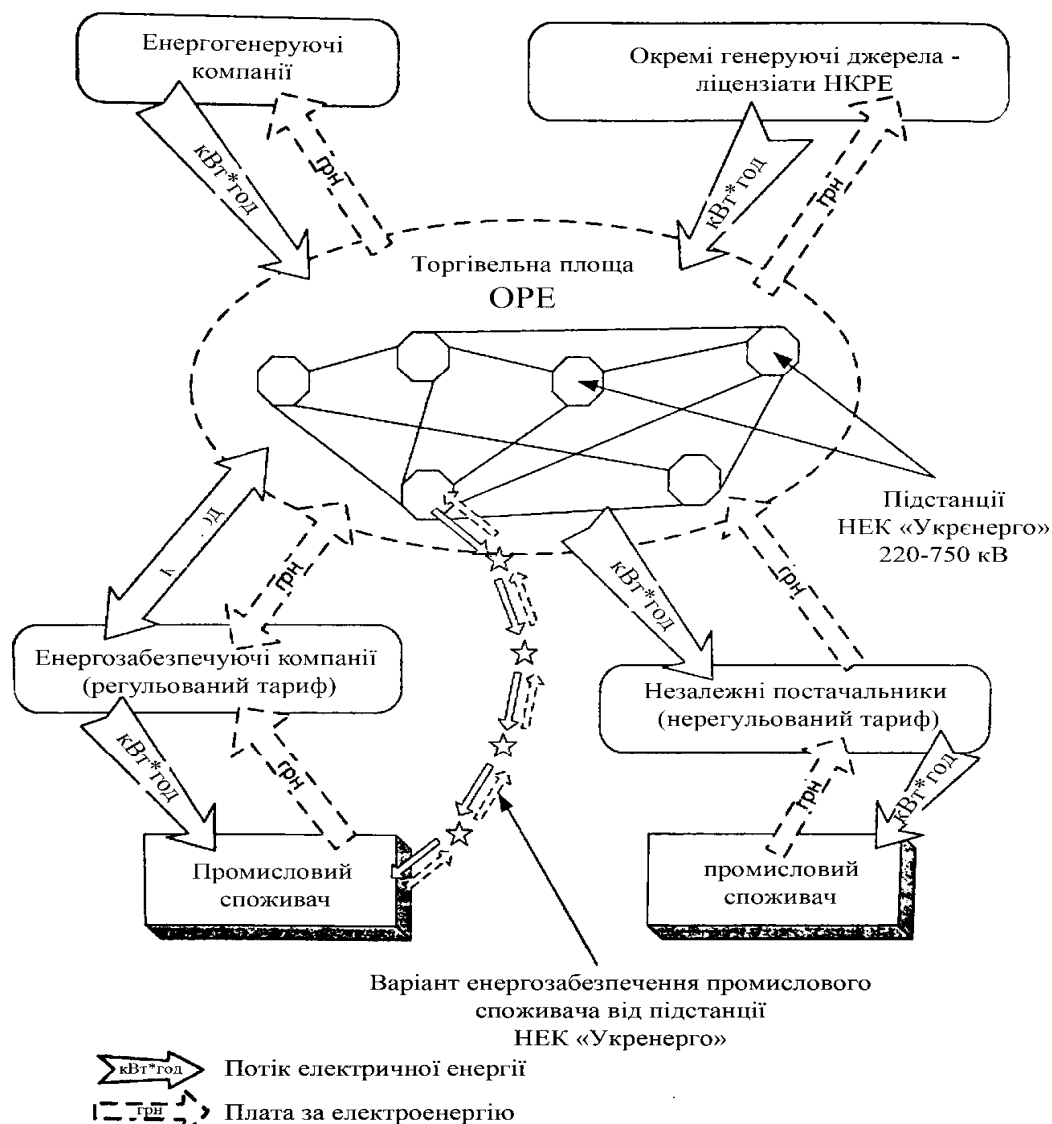 Енергогенеруючі
компанії
Окремі генеруючі джерела -
ліцензіати НКРЕ
кВт*год
грн
кВт*год
грн
Торгівельна площа
ОРЕ
Підстанції
НЕК «Укрєнерго»
220-750 кВ
грн
кВт*год
грн
Енергозабезпечуючі компанії
(регульований тариф)
Незалежні постачальники
(нерегульований тариф)
кВт*год
грн
грн
кВт*год
Промисловий
споживач
промисловий
споживач
Варіант енергозабезпечення промислового
споживача від підстанції
НЕК «Укренерго»
кВт*год Потік електричної енергії
грн Плата за електроенергію